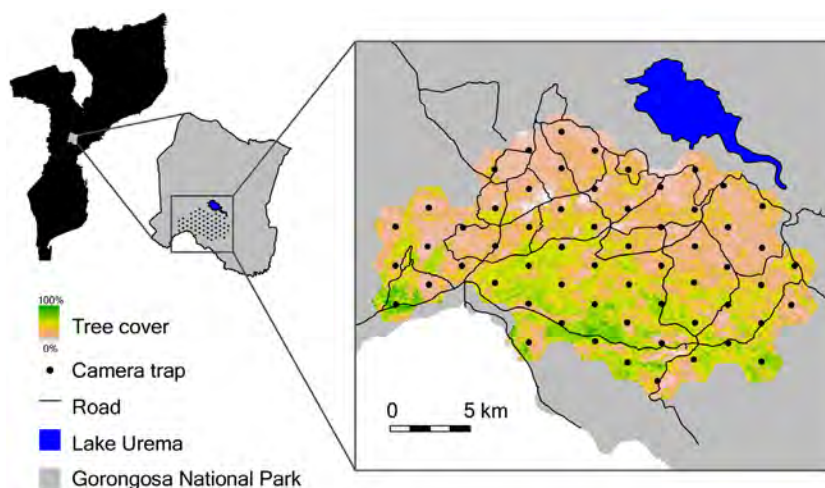 100%
Tree cover
0%
Camera trap
Road
Lake Urema
Gorongosa National Park
0 5 km